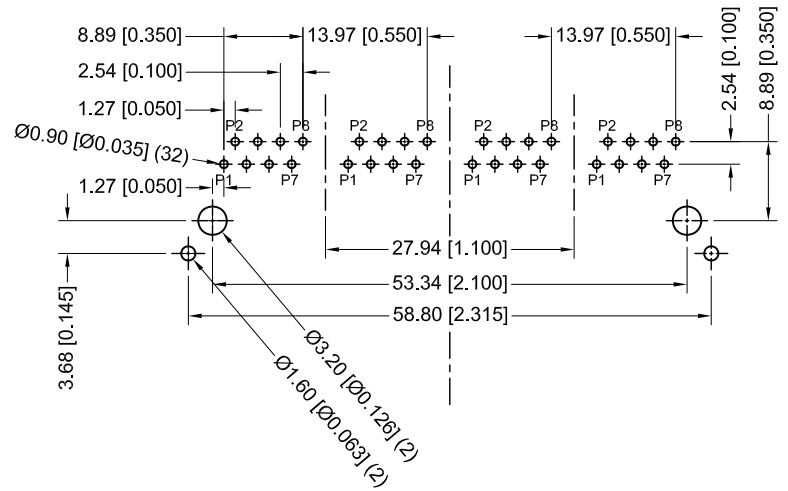 8.89 [0.350]
13.97 [0.550]
13.97 [0.550]
2.54 [0.100]
1.27 [0.050]
2.54 [0.100]
8.89 [0.350]
P2
P8
P2
P8
P2
P8
P2
P8
Ø0.90 [Ø0.035] (32)
P1
P7
P1
P7
P1
P7
P1
P7
1.27 [0.050]
27.94 [1.100]
53.34 [2.100]
58.80 [2.315]
3.68 [0.145]
Ø3.20 [Ø0.126] (2)
Ø1.60 [Ø0.063] (2)